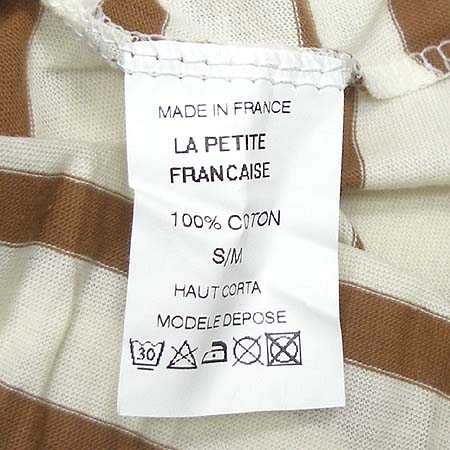 MADE IN FRANCE
LA PETITE
FRANCAISE
100% COTON
S/M
HAUT CORTA
MODELE DEPOSE
30